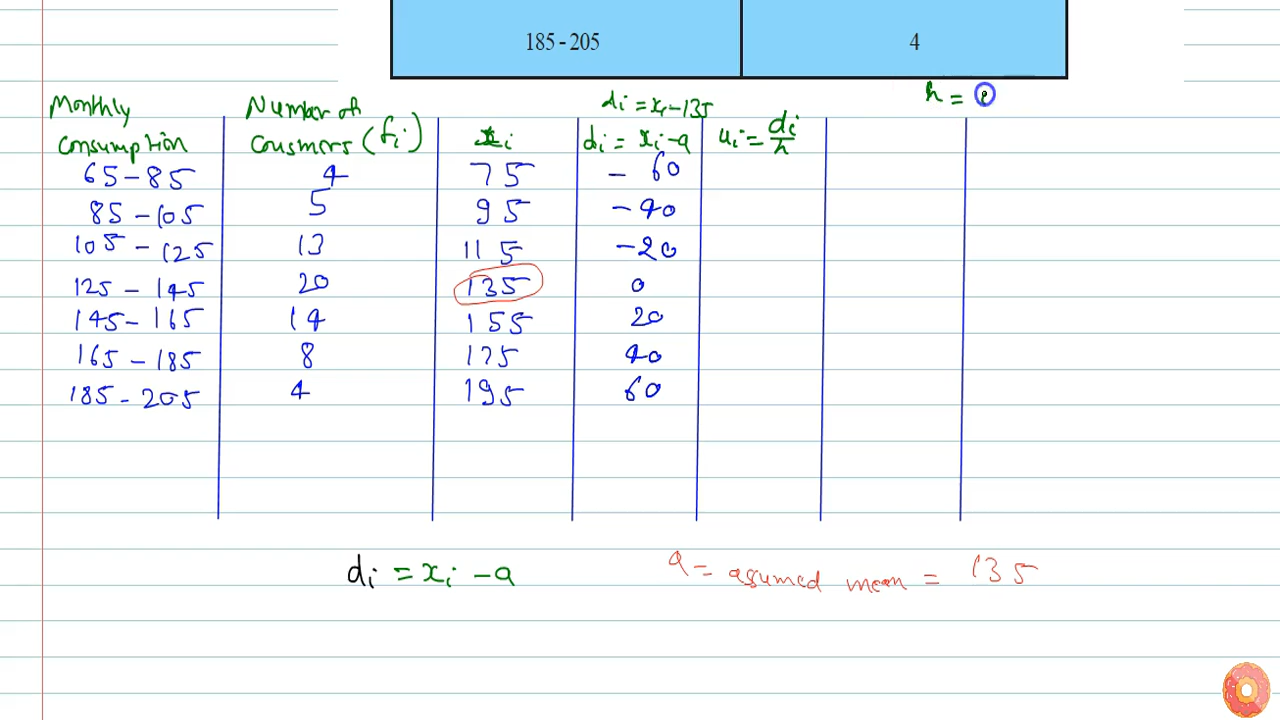 185-205 4
h =
di = xi-135
Monthly Number of
consumption Cousmors (fi) xi di = xi-a ui = di/h
65-85 4 75 - 60
85-105 5 95 -40
105-125 13 115 -20
125-145 20 135 0
145-165 14 155 20
165-185 8 175 40
185-205 4 195 60
di = xi - a a = assumed mean = 135